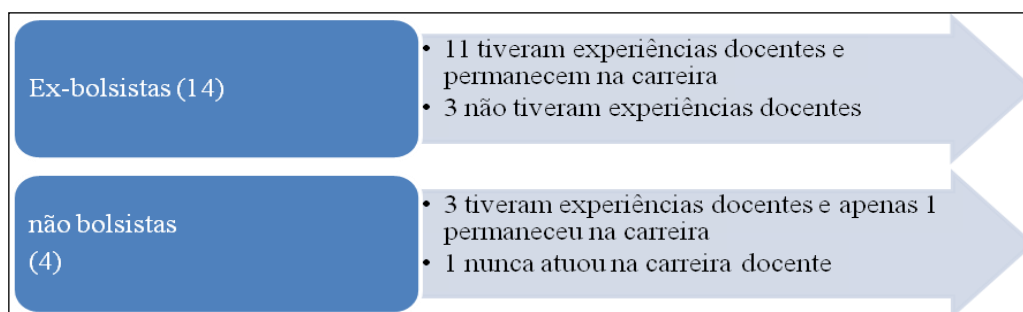 Ex-bolsistas (14)
• 11 tiveram experiências docentes e
permanecem na carreira
• 3 não tiveram experiências docentes
não bolsistas
(4)
• 3 tiveram experiências docentes e apenas 1
permaneceu na carreira
• 1 nunca atuou na carreira docente